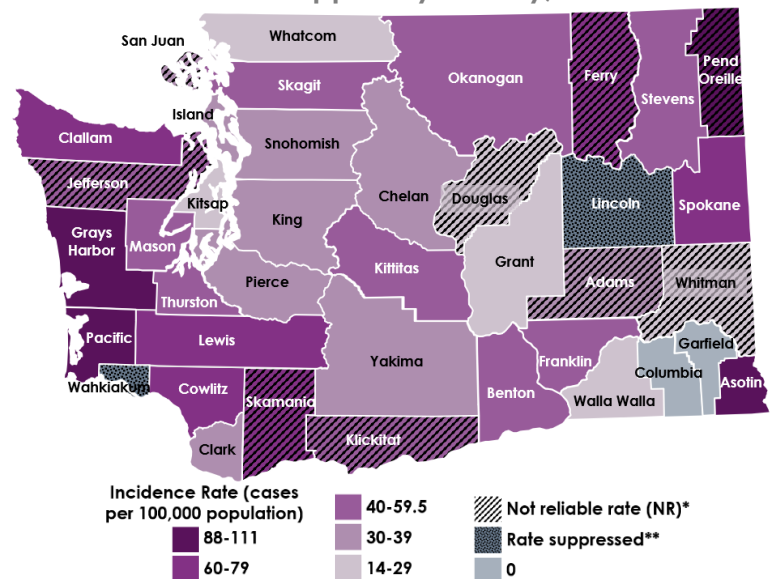 Whatcom
San Juan
Skagit
Okanogan
Ferry
Pend
Oreille
Stevens
Island
Clallam
Snohomish
Jefferson
Chelan
Douglas
Kitsap
Lincoln
Spokane
King
Grays
Harbor
Mason
Grant
Kittitas
Pierce
Adams
Whitman
Thurston
Pacific
Lewis
Garfield
Yakima
Franklin
Columbia
Wahkiakum
Cowlitz
Skamania
Benton
Asotin
Walla Walla
Klickitat
Clark
Incidence Rate (cases
per 100,000 population)
88-111
60-79
40-59.5
30-39
14-29
Not reliable rate (NR)*
Rate suppressed**
0